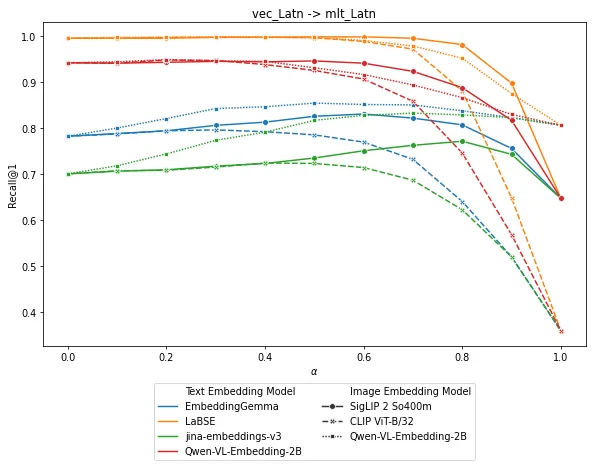 vec_Latn -> mlt_Latn
Recall@1
1.0
0.9
0.8
0.7
0.6
0.5
0.4
0.0 0.2 0.4 0.6 0.8 1.0
α
Text Embedding Model
EmbeddingGemma
LaBSE
jina-embeddings-v3
Qwen-VL-Embedding-2B
Image Embedding Model
SigLIP 2 So400m
CLIP ViT-B/32
Qwen-VL-Embedding-2B